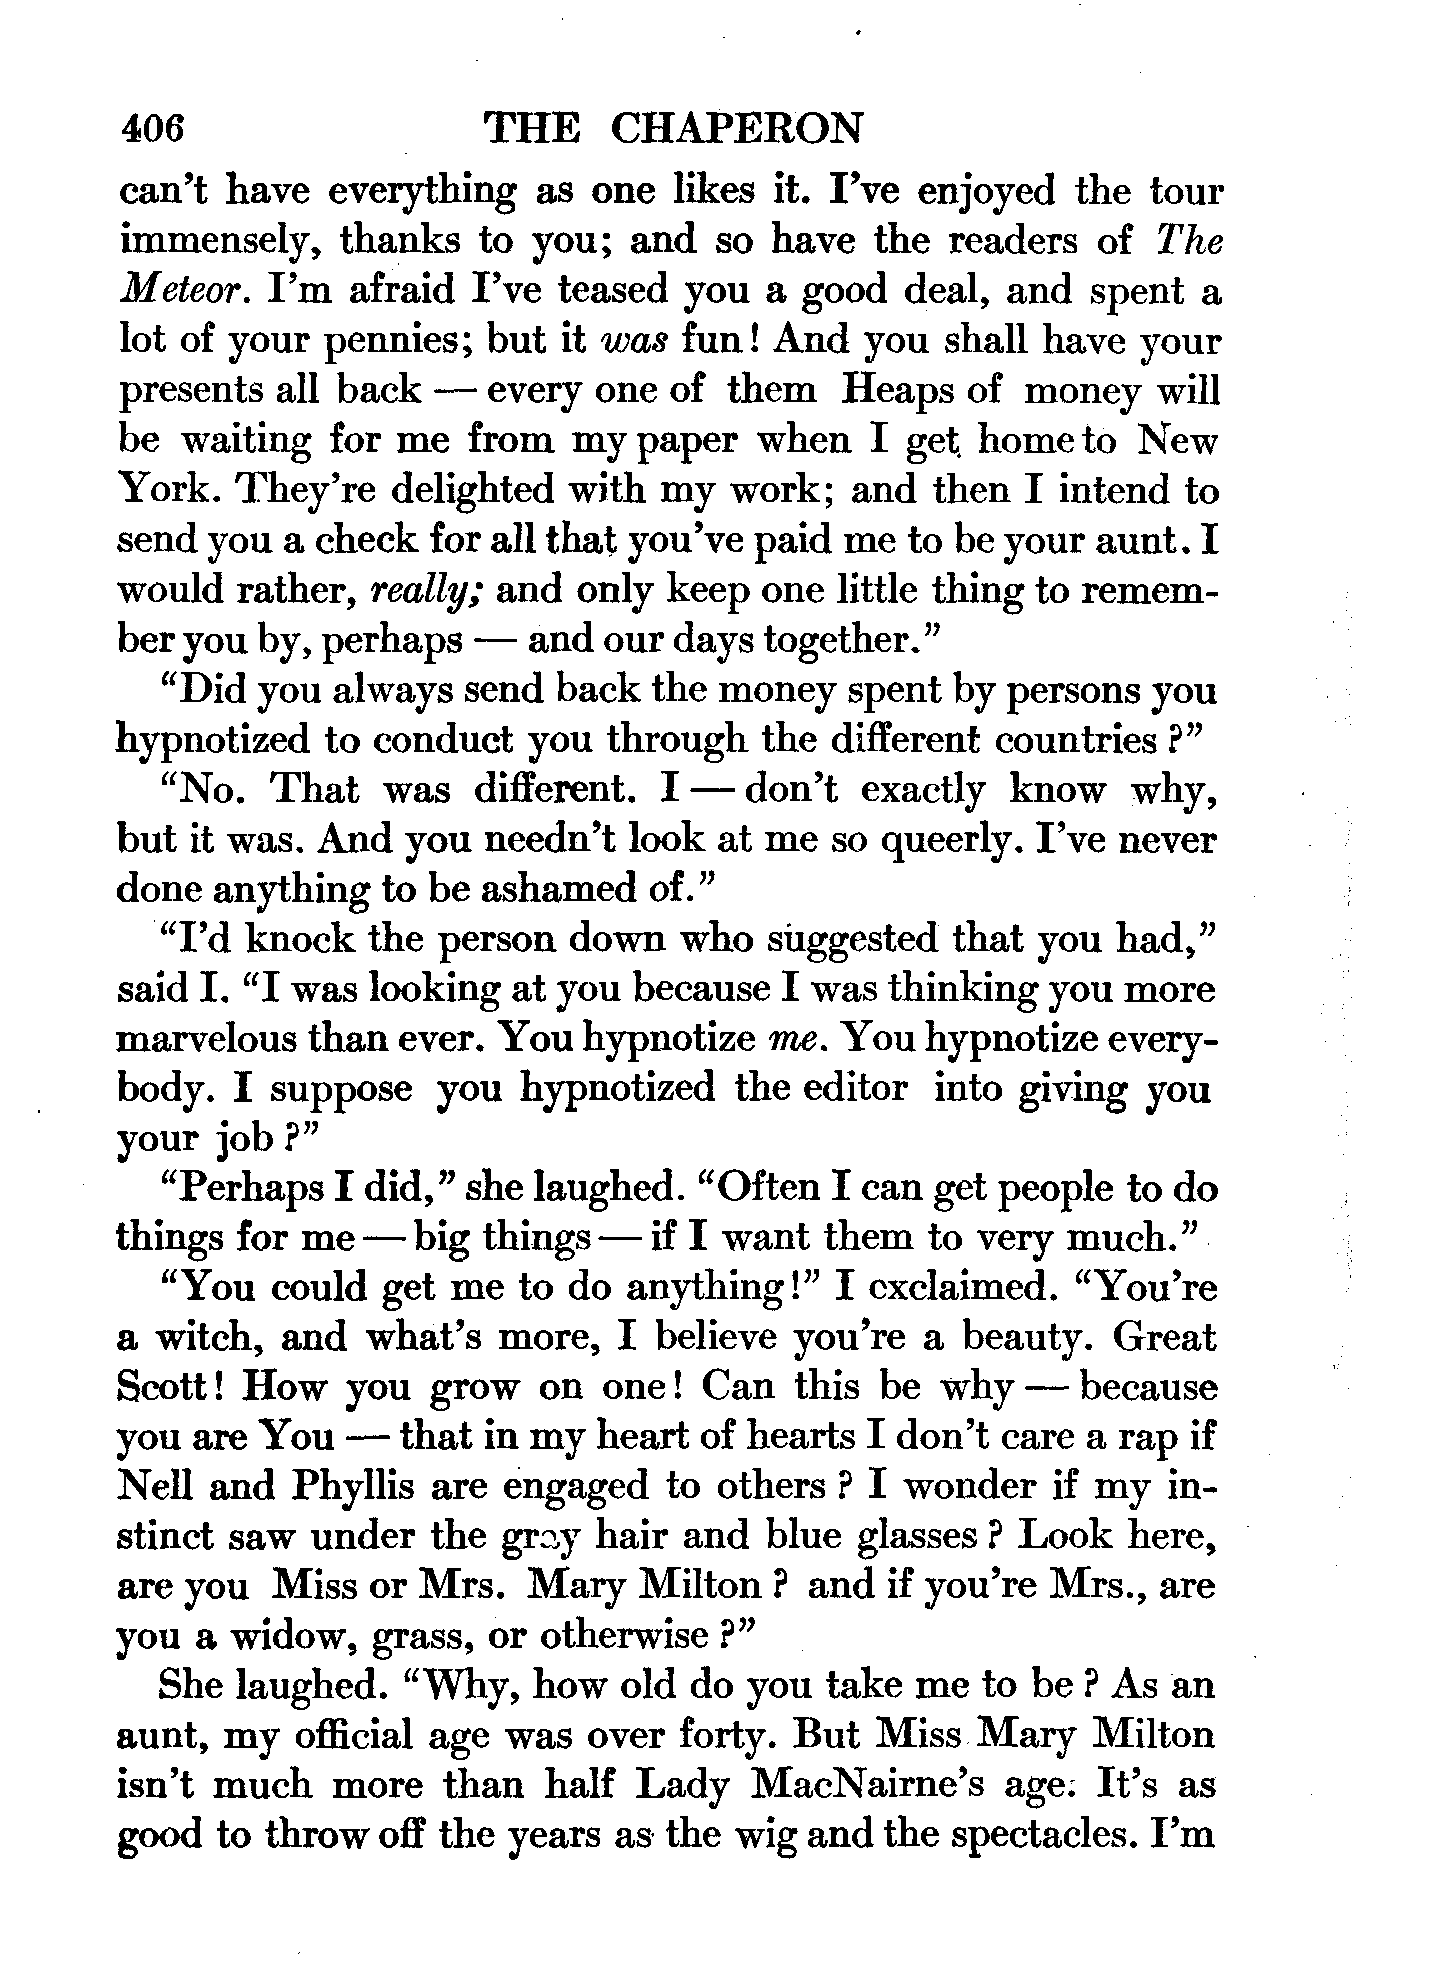 406 THE CHAPERON
can't have everything as one likes it. I've enjoyed the tour
immensely, thanks to you; and so have the readers of The
Meteor. I'm afraid I've teased you a good deal, and spent a
lot of your pennies; but it was fun! And you shall have your
presents all back — every one of them Heaps of money will
be waiting for me from my paper when I get home to New
York. They're delighted with my work; and then I intend to
send you a check for all that you've paid me to be your aunt. I
would rather, really; and only keep one little thing to remem-
ber you by, perhaps — and our days together."
"Did you always send back the money spent by persons you
hypnotized to conduct you through the different countries ?"
"No. That was different. I — don't exactly know why,
but it was. And you needn't look at me so queerly. I've never
done anything to be ashamed of."
"I'd knock the person down who suggested that you had,"
said I. "I was looking at you because I was thinking you more
marvelous than ever. You hypnotize me. You hypnotize every-
body. I suppose you hypnotized the editor into giving you
your job ?"
"Perhaps I did," she laughed. "Often I can get people to do
things for me — big things — if I want them to very much."
"You could get me to do anything!" I exclaimed. "You're
a witch, and what's more, I believe you're a beauty. Great
Scott! How you grow on one! Can this be why — because
you are You — that in my heart of hearts I don't care a rap if
Nell and Phyllis are engaged to others ? I wonder if my in-
stinct saw under the gray hair and blue glasses ? Look here,
are you Miss or Mrs. Mary Milton ? and if you're Mrs., are
you a widow, grass, or otherwise ?"
She laughed. "Why, how old do you take me to be ? As an
aunt, my official age was over forty. But Miss Mary Milton
isn't much more than half Lady MacNairne's age. It's as
good to throw off the years as the wig and the spectacles. I'm